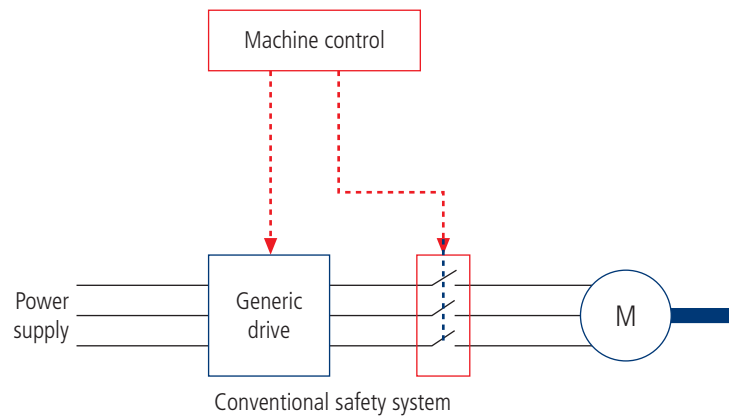 Machine control
Power
supply
Generic
drive
M
Conventional safety system